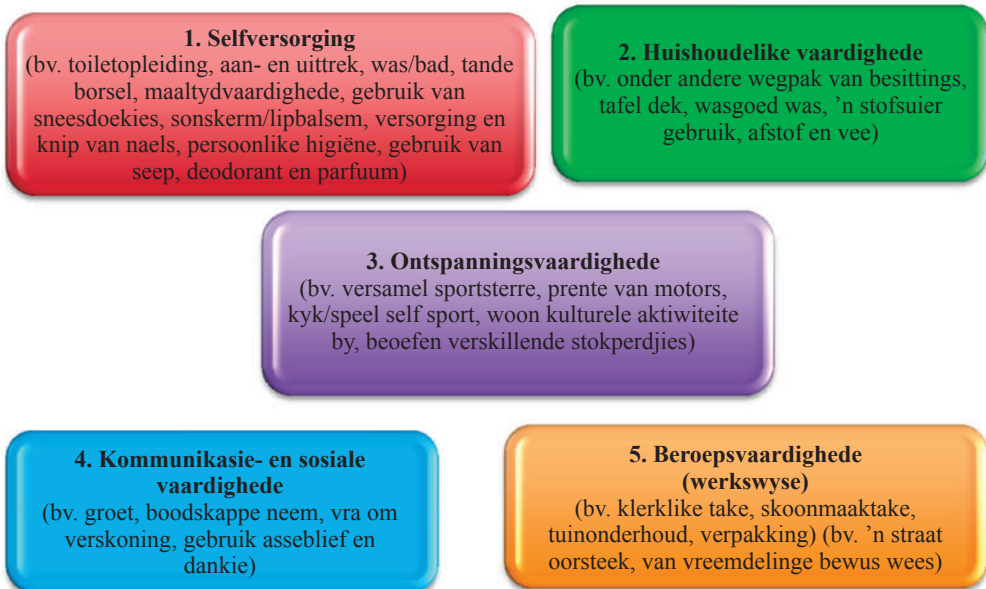 1. Selfversorging
(bv. toiletopleiding, aan- en uittrek, was/bad, tande
borsel, maaltydvaardighede, gebruik van
sneesdoekies, sonskerm/lipbalsem, versorging en
knip van naels, persoonlike higiëne, gebruik van
seep, deodorant en parfuum)
2. Huishoudelike vaardighede
(bv. onder andere wegpak van besittings,
tafel dek, wasgoed was, ’n stofsuier
gebruik, afstof en vee)
3. Ontspanningsvaardighede
(bv. versamel sportsterre, prente van motors,
kyk/speel self sport, woon kulturele aktiwiteite
by, beoefen verskillende stokperdjies)
4. Kommunikasie- en sosiale
vaardighede
(bv. groet, boodskappe neem, vra om
verskoning, gebruik asseblief en
dankie)
5. Beroepsvaardighede
(werkswyse)
(bv. klerklike take, skoonmaaktake,
tuinonderhoud, verpakking) (bv. ’n straat
oorsteek, van vreemdelinge bewus wees)